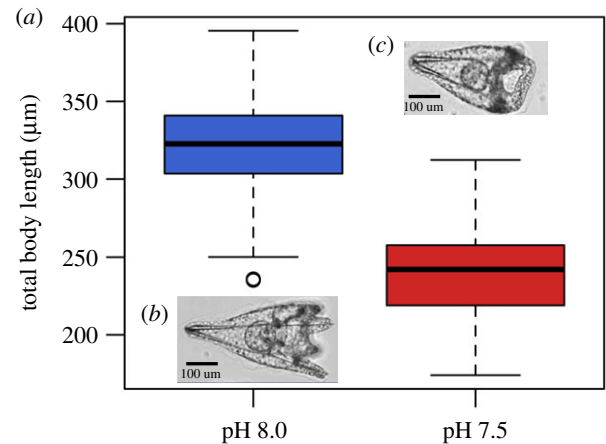 (a)
400
350
300
250
200
total body length (µm)
(c)
100 um
(b)
100 um
pH 8.0
pH 7.5